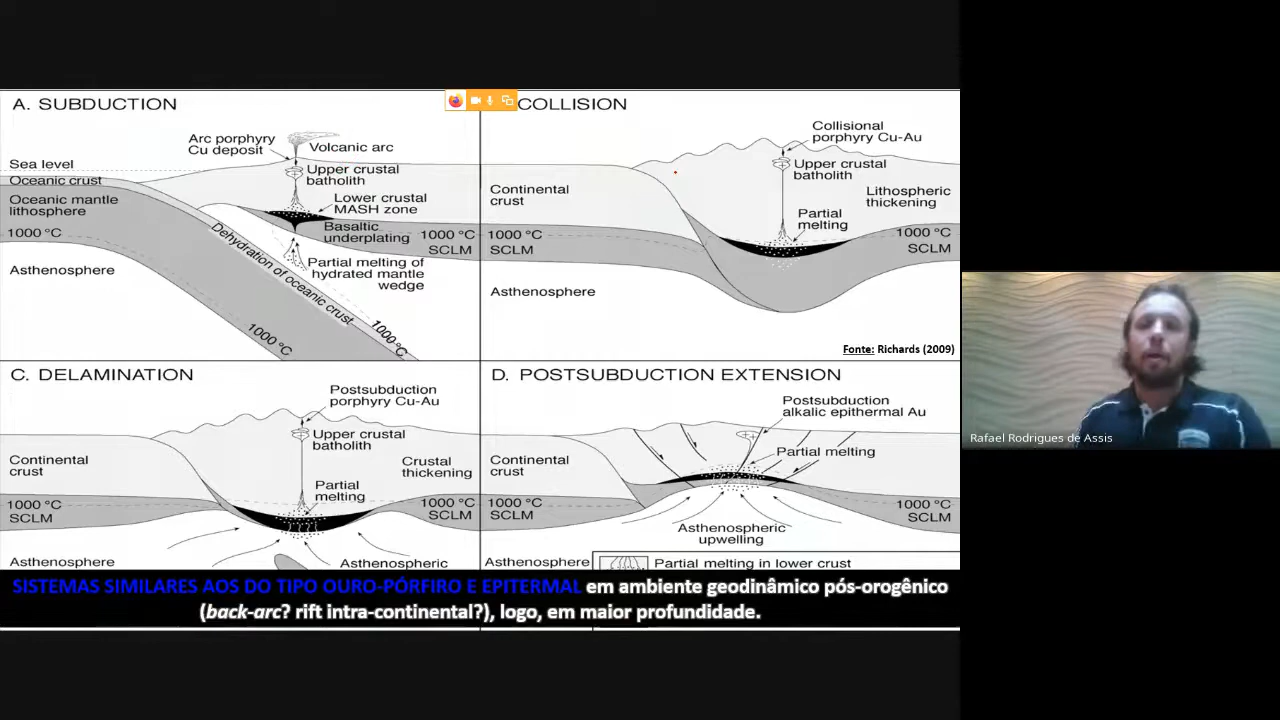 A. SUBDUCTION
Arc porphyry
Cu deposit
Volcanic arc
Sea level
Upper crustal
batholith
Oceanic crust
Oceanic mantle
lithosphere
Lower crustal
MASH zone
Basaltic
underplating
1000 °C
1000 °C
SCLM
Dehydration of oceanic crust
Partial melting of
hydrated mantle
wedge
Asthenosphere
1000 °C
1000 °C
COLLISION
Collisional
porphyry Cu-Au
Upper crustal
batholith
Continental
crust
Lithospheric
thickening
Partial
melting
1000 °C
SCLM
1000 °C
SCLM
Asthenosphere
Fonte: Richards (2009)
C. DELAMINATION
Postsubduction
porphyry Cu-Au
Upper crustal
batholith
Continental
crust
Crustal
thickening
Partial
melting
1000 °C
SCLM
1000 °C
SCLM
Asthenosphere
Asthenospheric
D. POSTSUBDUCTION EXTENSION
Postsubduction
alkalic epithermal Au
Partial melting
Continental
crust
1000 °C
SCLM
1000 °C
SCLM
Asthenospheric
upwelling
Asthenosphere
Partial melting in lower crust
SISTEMAS SIMILARES AOS DO TIPO OURO-PÓRFIRO E EPITERMAL em ambiente geodinâmico pós-orogênico
(back-arc? rift intra-continental?), logo, em maior profundidade.
Rafael Rodrigues de Assis